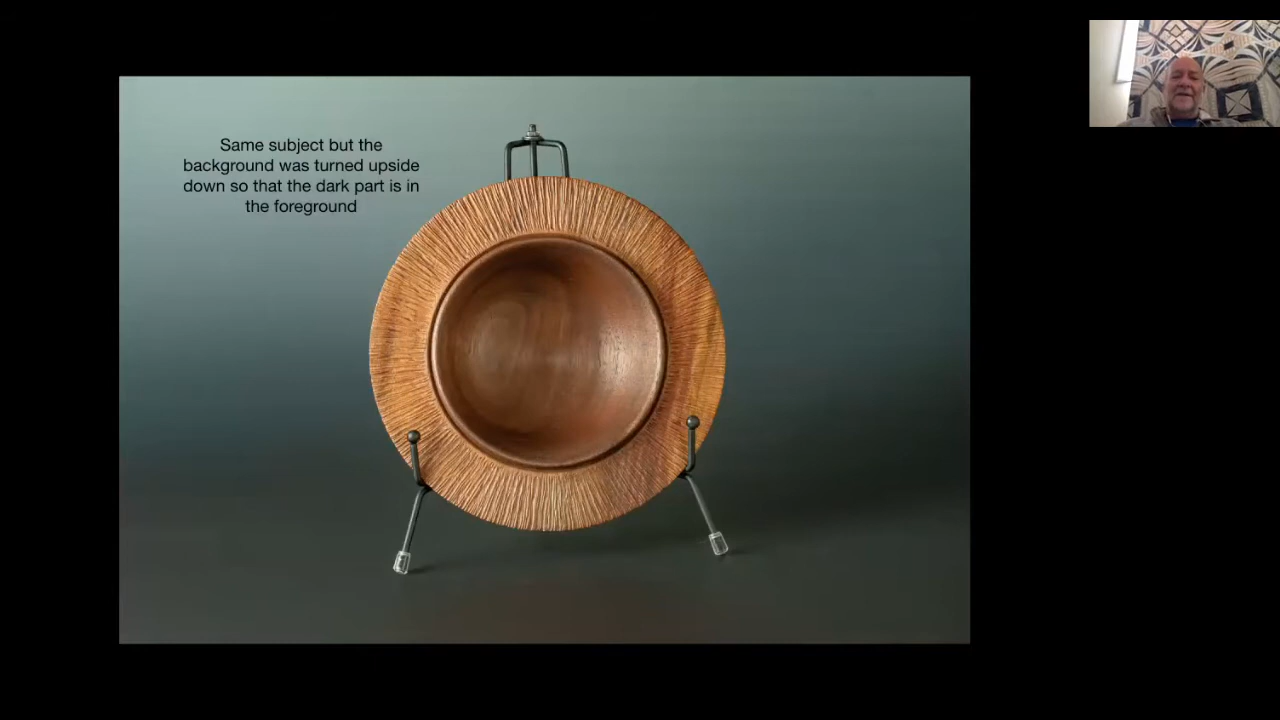 Same subject but the
background was turned upside
down so that the dark part is in
the foreground